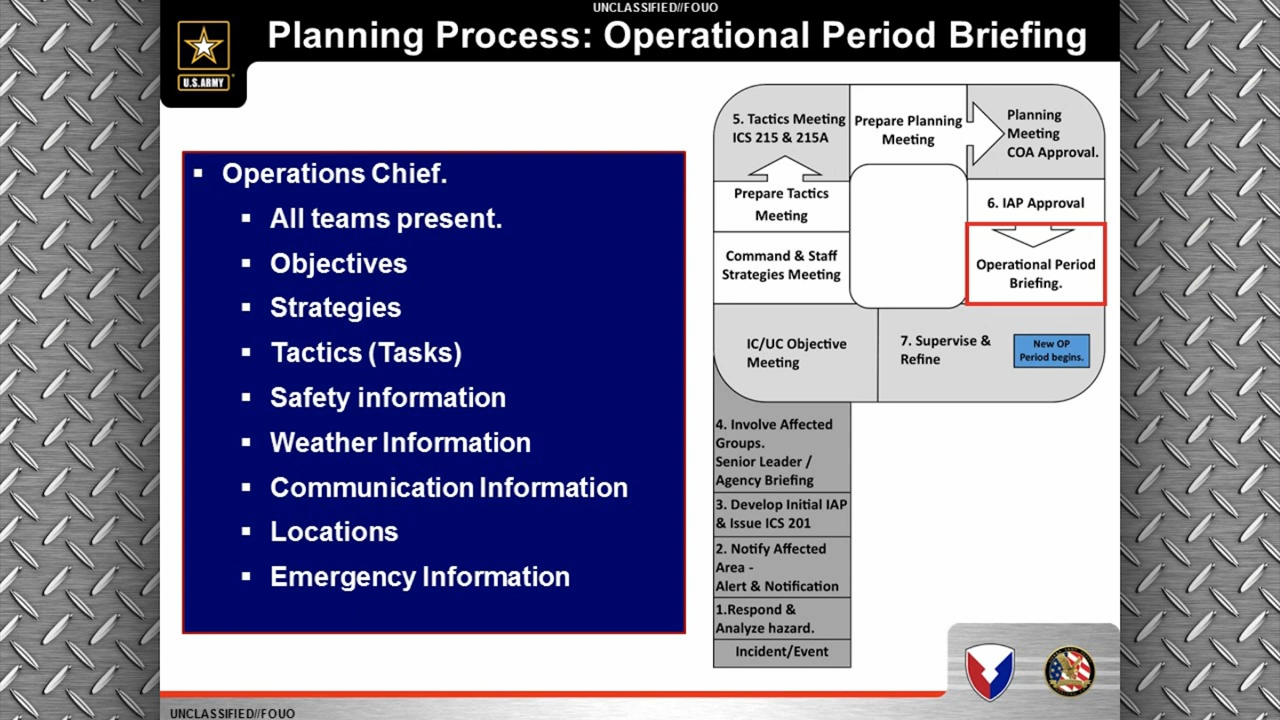 UNCLASSIFIED//FOUO
Planning Process: Operational Period Briefing
U.S.ARMY
▪ Operations Chief.
▪ All teams present.
▪ Objectives
▪ Strategies
▪ Tactics (Tasks)
▪ Safety information
▪ Weather Information
▪ Communication Information
▪ Locations
▪ Emergency Information
5. Tactics Meeting
ICS 215 & 215A
Prepare Planning
Meeting
Planning
Meeting
COA Approval.
Prepare Tactics
Meeting
6. IAP Approval
Command & Staff
Strategies Meeting
Operational Period
Briefing.
IC/UC Objective
Meeting
7. Supervise &
Refine
New OP
Period begins.
4. Involve Affected
Groups.
Senior Leader /
Agency Briefing
3. Develop Initial IAP
& Issue ICS 201
2. Notify Affected
Area -
Alert & Notification
1.Respond &
Analyze hazard.
Incident/Event
UNCLASSIFIED//FOUO